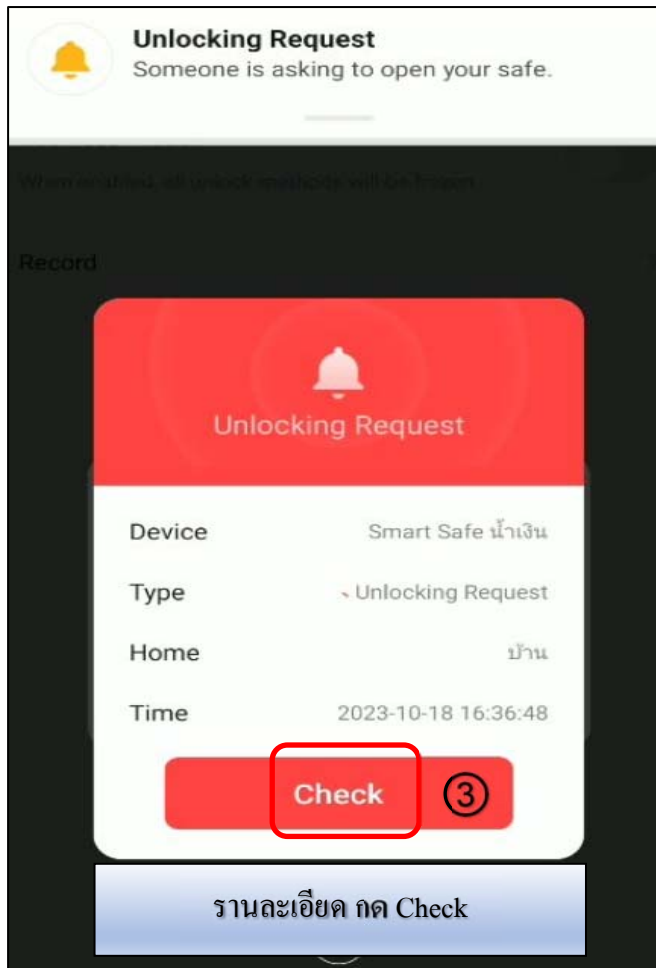 Unlocking Request
Someone is asking to open your safe.
When enabled, all unlock methods will be frozen
Record
Unlocking Request
Device Smart Safe น้ำเงิน
Type Unlocking Request
Home บ้าน
Time 2023-10-18 16:36:48
Check ③
รานละเอียด กด Check